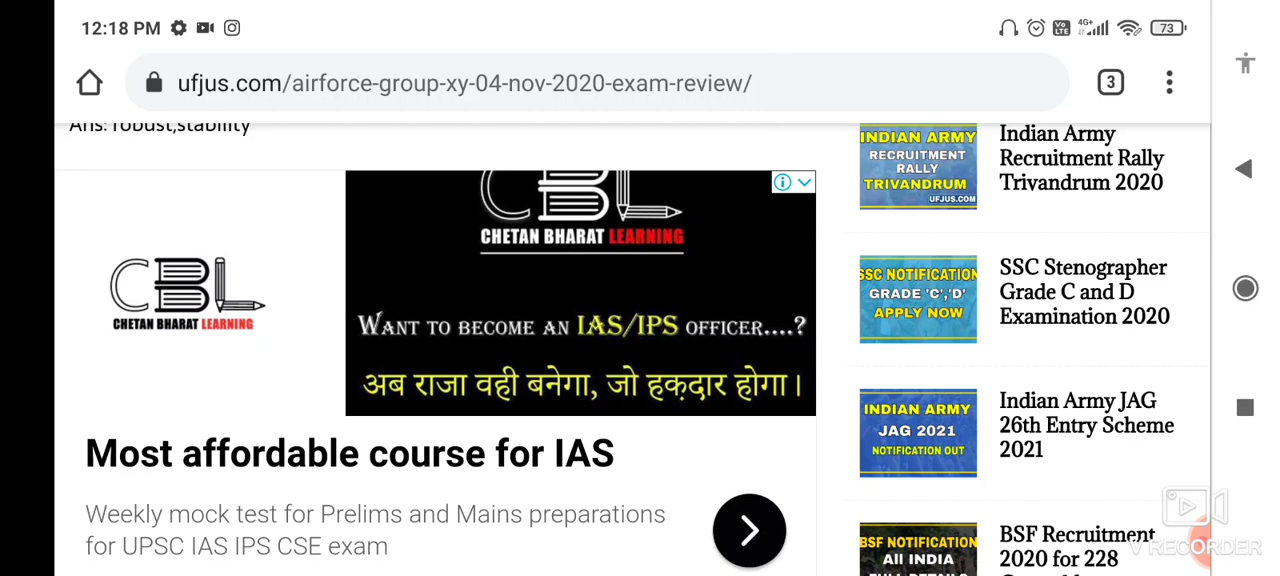 12:18 PM
4G+
Vo LTE
73
ufjus.com/airforce-group-xy-04-nov-2020-exam-review/
3
Ans: robust,stability
CBL
CHETAN BHARAT LEARNING
CBL
CHETAN BHARAT LEARNING
WANT TO BECOME AN IAS/IPS OFFICER....?
अब राजा वही बनेगा, जो हक़दार होगा।
Most affordable course for IAS
Weekly mock test for Prelims and Mains preparations
for UPSC IAS IPS CSE exam
INDIAN ARMY
RECRUITMENT
RALLY
TRIVANDRUM
UFJUS.COM
Indian Army
Recruitment Rally
Trivandrum 2020
SSC NOTIFICATION
GRADE 'C','D'
APPLY NOW
SSC Stenographer
Grade C and D
Examination 2020
INDIAN ARMY
JAG 2021
NOTIFICATION OUT
Indian Army JAG
26th Entry Scheme
2021
BSF NOTIFICATION
All INDIA
FULL DETAILS
BSF Recruitment
2020 for 228
V RECORDER